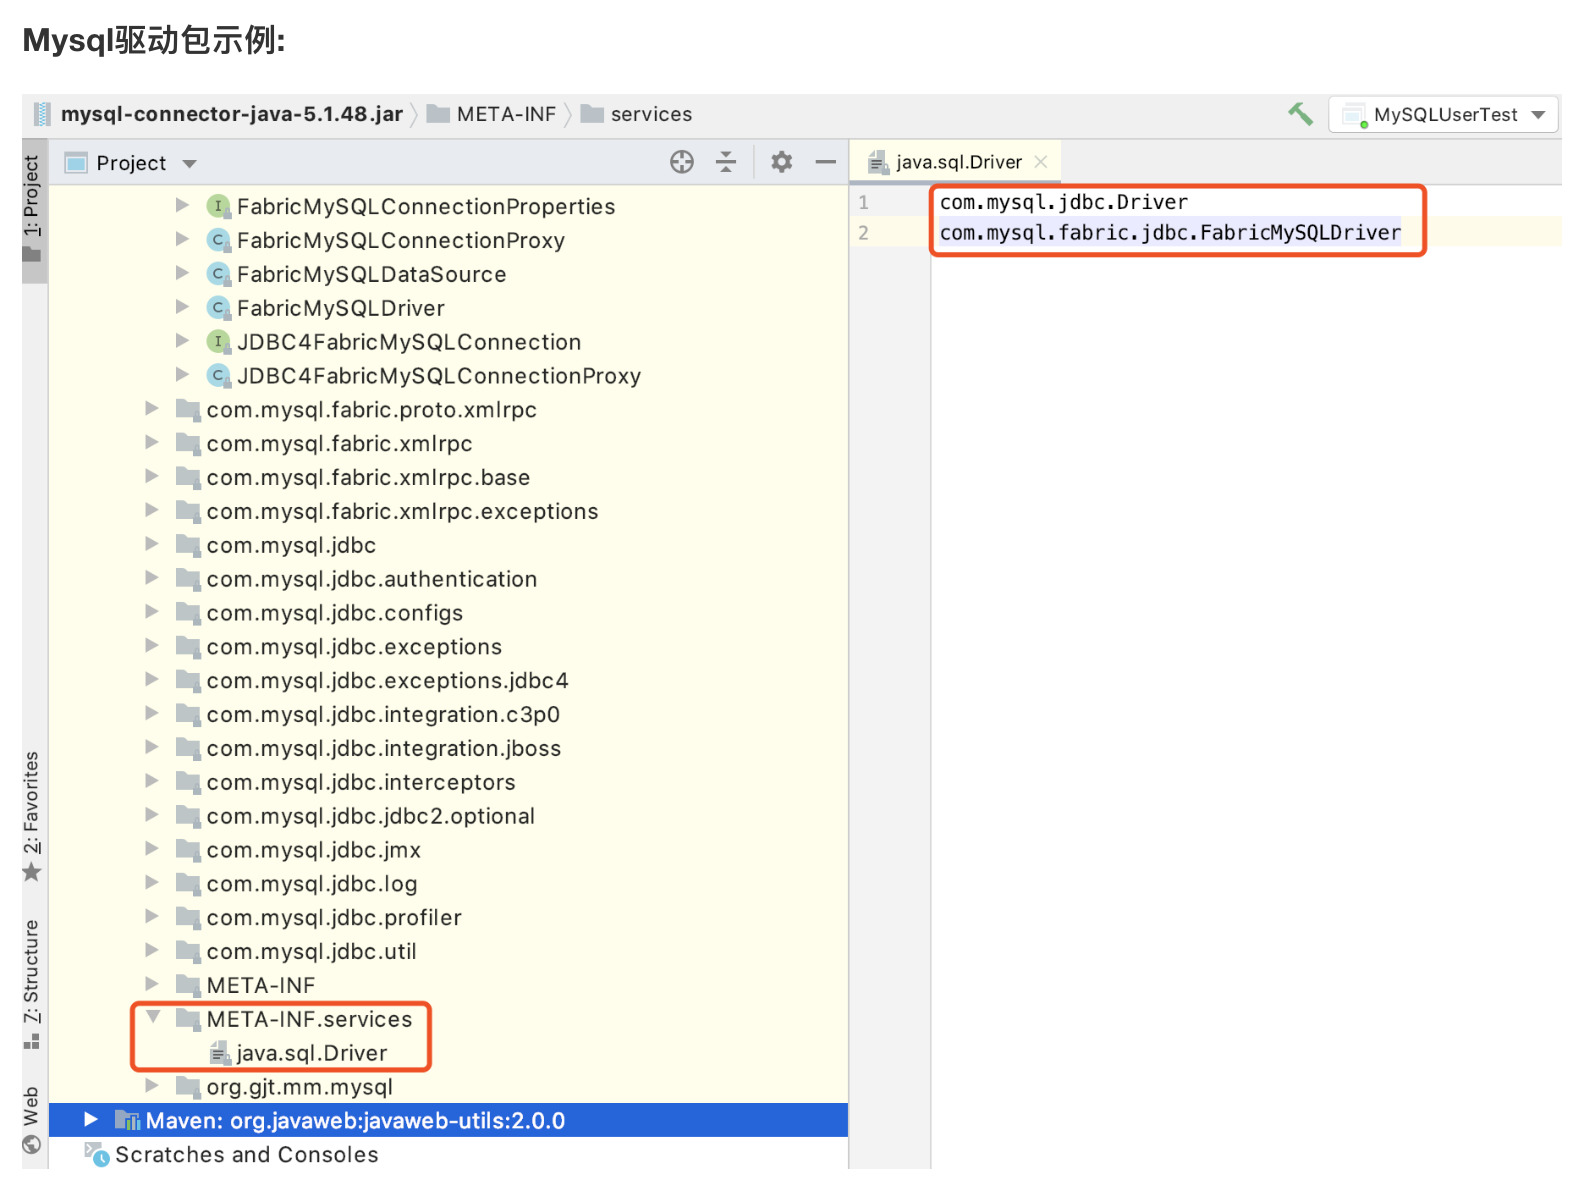 Mysql驱动包示例:
mysql-connector-java-5.1.48.jar META-INF services MySQLUserTest
1: Project
Project
java.sql.Driver
1 com.mysql.jdbc.Driver
2 com.mysql.fabric.jdbc.FabricMySQLDriver
FabricMySQLConnectionProperties
FabricMySQLConnectionProxy
FabricMySQLDataSource
FabricMySQLDriver
JDBC4FabricMySQLConnection
JDBC4FabricMySQLConnectionProxy
com.mysql.fabric.proto.xmlrpc
com.mysql.fabric.xmlrpc
com.mysql.fabric.xmlrpc.base
com.mysql.fabric.xmlrpc.exceptions
com.mysql.jdbc
com.mysql.jdbc.authentication
com.mysql.jdbc.configs
com.mysql.jdbc.exceptions
com.mysql.jdbc.exceptions.jdbc4
com.mysql.jdbc.integration.c3p0
com.mysql.jdbc.integration.jboss
com.mysql.jdbc.interceptors
com.mysql.jdbc.jdbc2.optional
com.mysql.jdbc.jmx
com.mysql.jdbc.log
com.mysql.jdbc.profiler
com.mysql.jdbc.util
META-INF
META-INF.services
java.sql.Driver
org.gjt.mm.mysql
Maven: org.javaweb:javaweb-utils:2.0.0
Scratches and Consoles
2: Favorites
7: Structure
Web